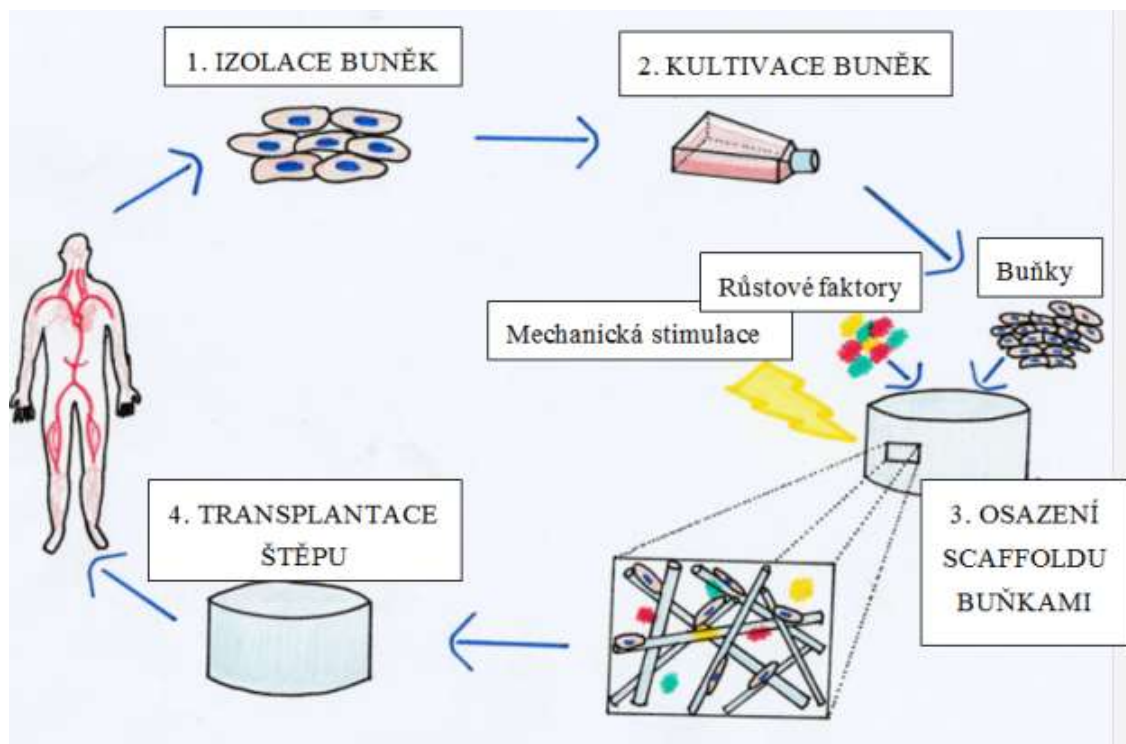 1. IZOLACE BUNĚK
2. KULTIVACE BUNĚK
Růstové faktory
Buňky
Mechanická stimulace
3. OSAZENÍ
SCAFFOLDU
BUŇKAMI
4. TRANSPLANTACE
ŠTĚPU